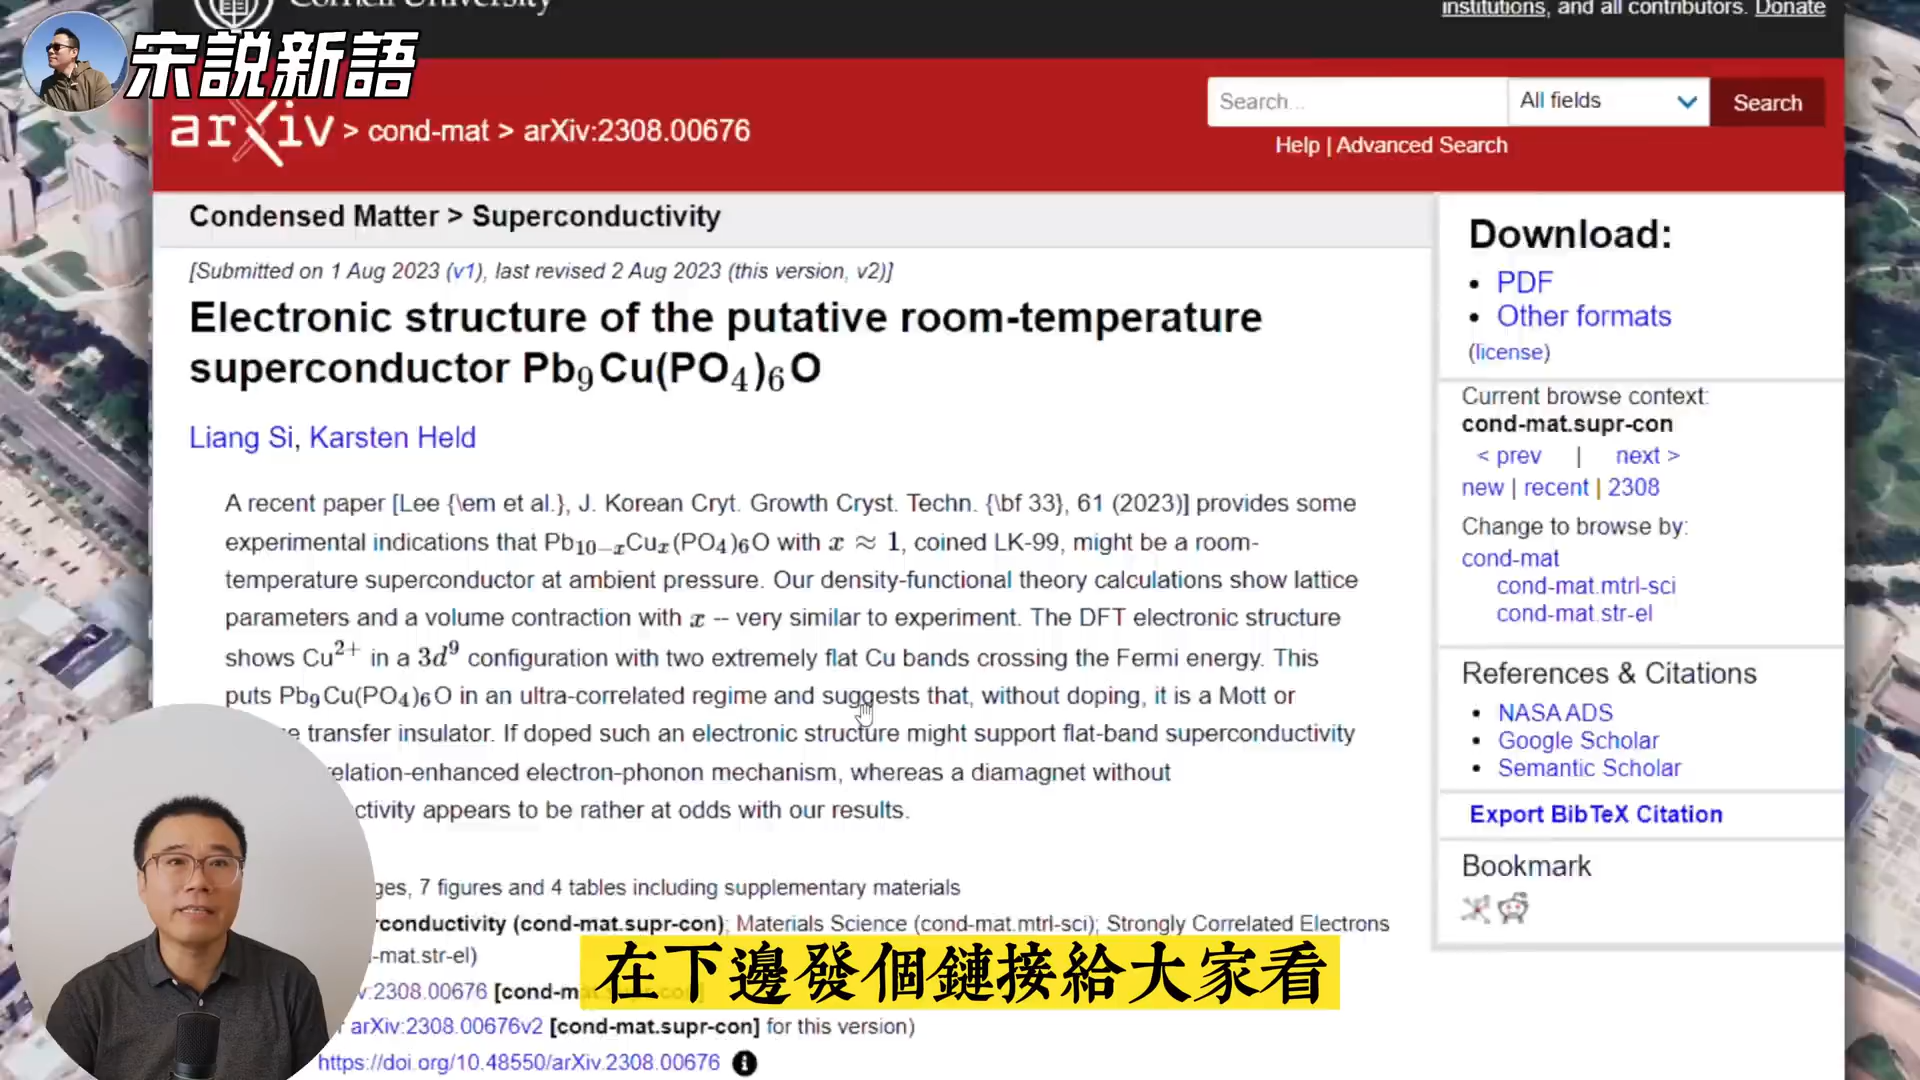 Cornell University
institutions, and all contributors. Donate
宋説新語
arXiv > cond-mat > arXiv:2308.00676
Search...
All fields
Search
Help | Advanced Search
Condensed Matter > Superconductivity
[Submitted on 1 Aug 2023 (v1), last revised 2 Aug 2023 (this version, v2)]
Electronic structure of the putative room-temperature
superconductor Pb₉Cu(PO₄)₆O
Liang Si, Karsten Held
A recent paper [Lee {\em et al.}, J. Korean Cryt. Growth Cryst. Techn. {\bf 33}, 61 (2023)] provides some
experimental indications that Pb₁₀₋ₓCuₓ(PO₄)₆O with x ≈ 1, coined LK-99, might be a room-
temperature superconductor at ambient pressure. Our density-functional theory calculations show lattice
parameters and a volume contraction with x -- very similar to experiment. The DFT electronic structure
shows Cu²⁺ in a 3d⁹ configuration with two extremely flat Cu bands crossing the Fermi energy. This
puts Pb₉Cu(PO₄)₆O in an ultra-correlated regime and suggests that, without doping, it is a Mott or
transfer insulator. If doped such an electronic structure might support flat-band superconductivity
elation-enhanced electron-phonon mechanism, whereas a diamagnet without
ctivity appears to be rather at odds with our results.
ges, 7 figures and 4 tables including supplementary materials
rconductivity (cond-mat.supr-con); Materials Science (cond-mat.mtrl-sci); Strongly Correlated Electrons
-mat.str-el)
v:2308.00676 [cond-mat.supr-con]
arXiv:2308.00676v2 [cond-mat.supr-con] for this version)
https://doi.org/10.48550/arXiv.2308.00676
Download:
PDF
Other formats
(license)
Current browse context:
cond-mat.supr-con
< prev | next >
new | recent | 2308
Change to browse by:
cond-mat
cond-mat.mtrl-sci
cond-mat.str-el
References & Citations
NASA ADS
Google Scholar
Semantic Scholar
Export BibTeX Citation
Bookmark
在下邊發個鏈接給大家看